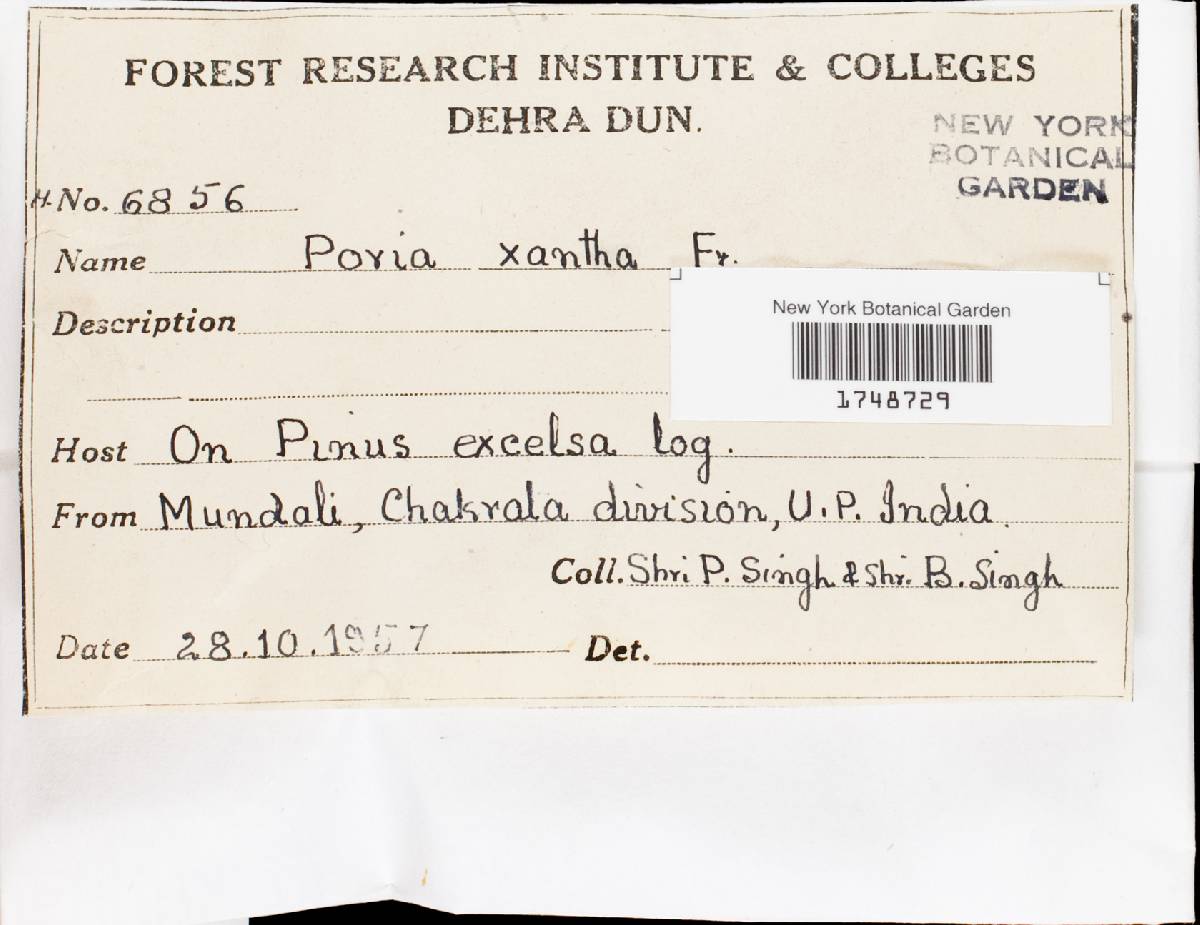 FOREST RESEARCH INSTITUTE & COLLEGES
DEHRA DUN.
NEW YORK
BOTANICAL
GARDEN
H. No. 6856
Name Poria xantha Fr.
Description
New York Botanical Garden
1748729
Host On Pinus excelsa log.
From Mundali, Chakrala division, U.P. India.
Coll. Shri P. Singh & Shr. B. Singh
Date 28.10.1957 Det.